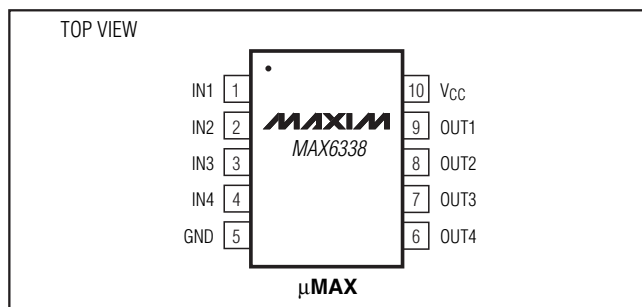 TOP VIEW
IN1 1 10 VCC
IN2 2 MAXIM 9 OUT1
MAX6338
IN3 3 8 OUT2
IN4 4 7 OUT3
GND 5 6 OUT4
μMAX